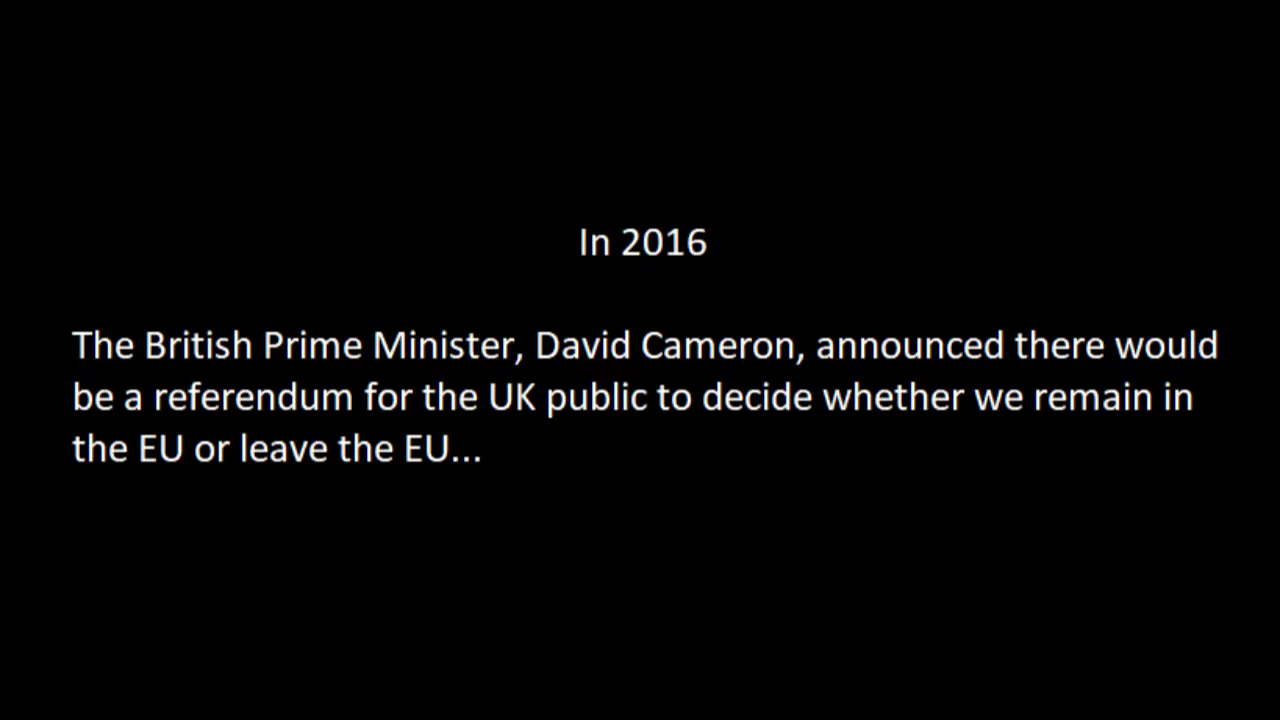 In 2016
The British Prime Minister, David Cameron, announced there would
be a referendum for the UK public to decide whether we remain in
the EU or leave the EU...